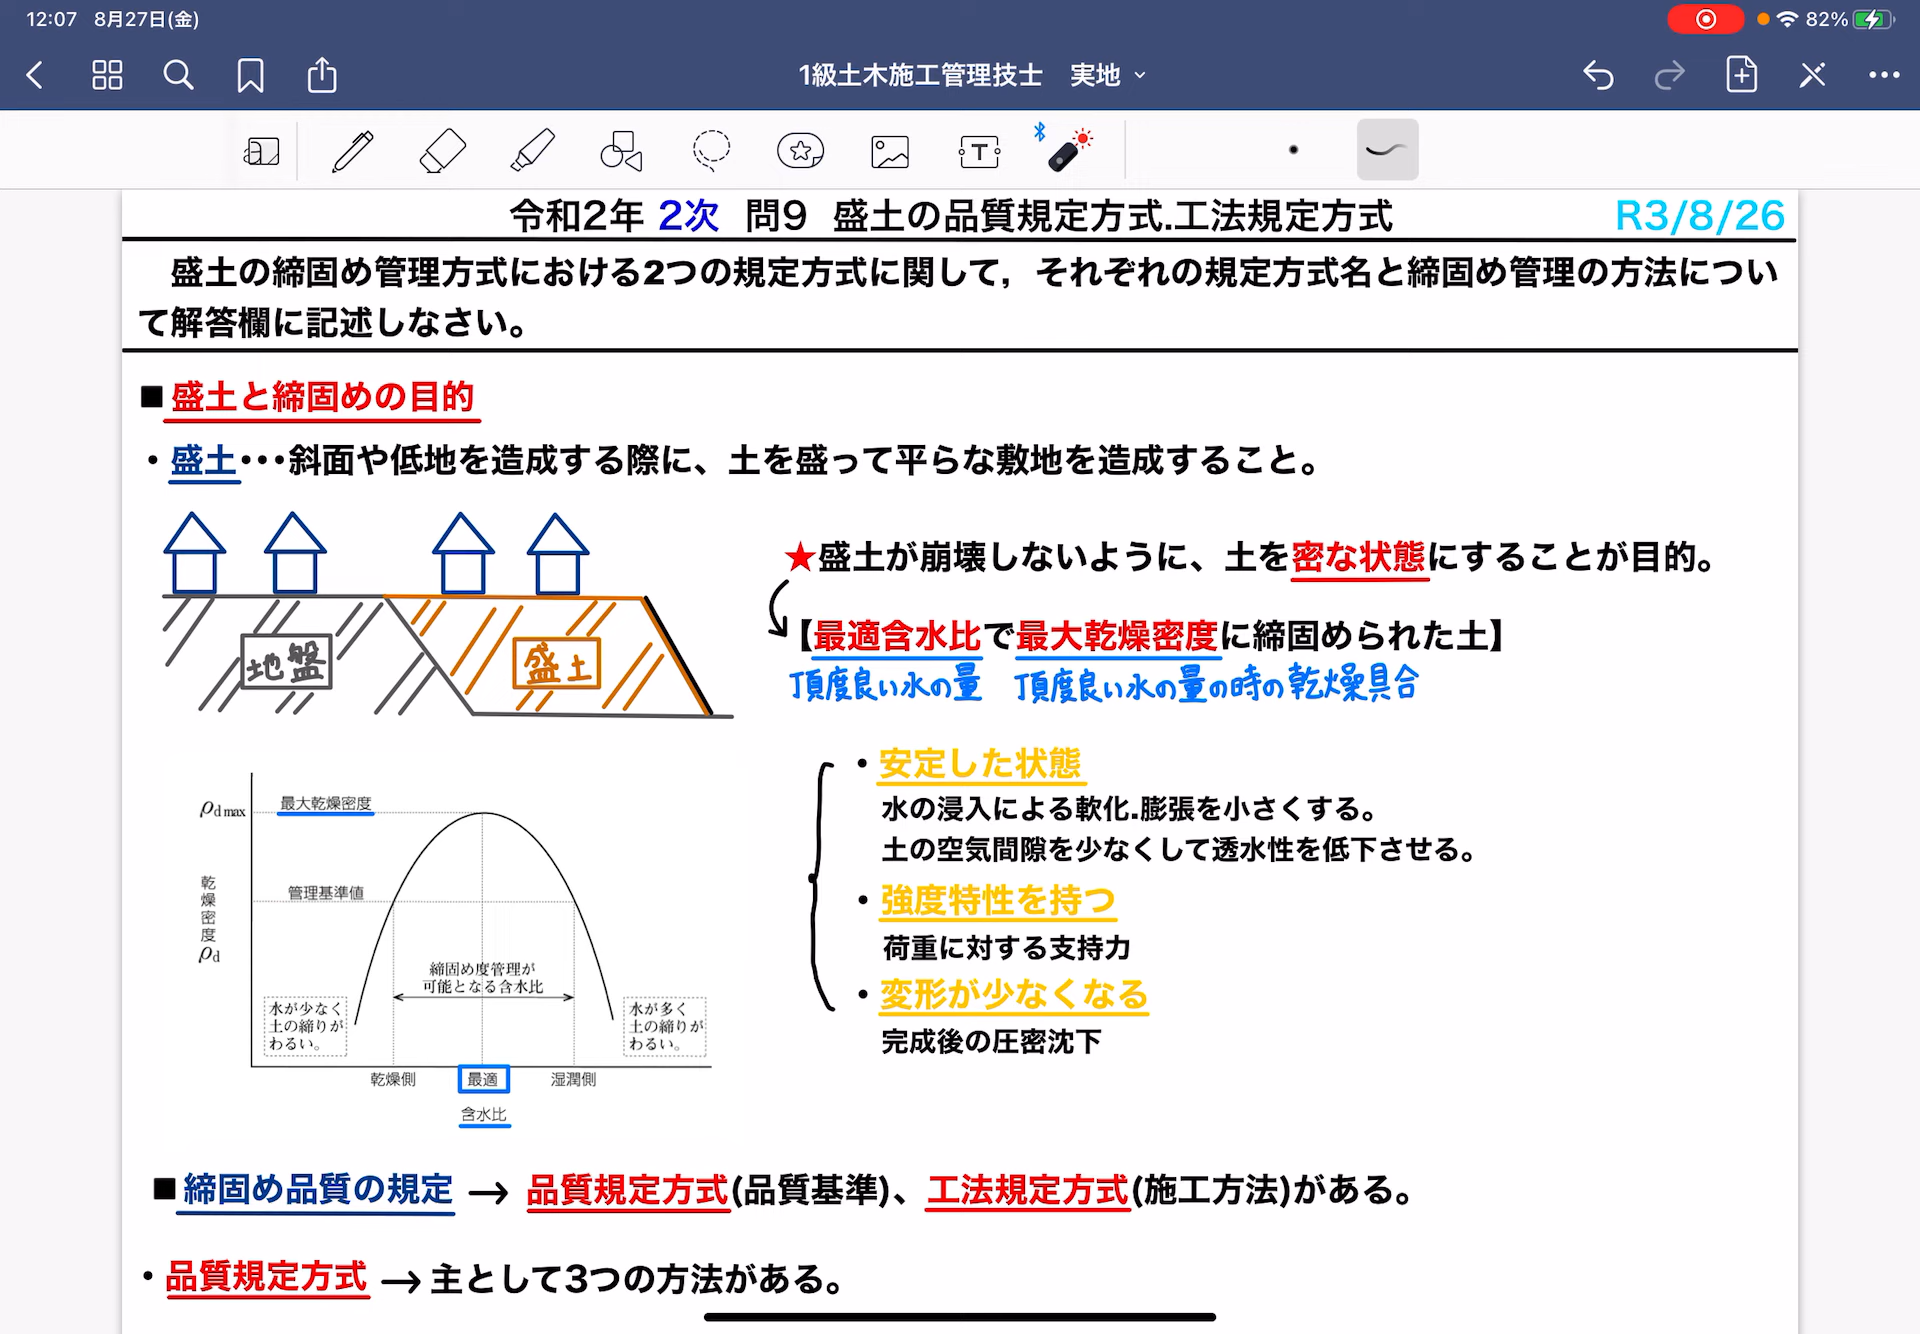 12:07 8月27日(金)
82%
1級土木施工管理技士 実地
令和2年 2次 問9 盛土の品質規定方式.工法規定方式
R3/8/26
盛土の締固め管理方式における2つの規定方式に関して，それぞれの規定方式名と締固め管理の方法につい
て解答欄に記述しなさい。
■盛土と締固めの目的
・盛土･･･斜面や低地を造成する際に、土を盛って平らな敷地を造成すること。
地盤
盛土
★盛土が崩壊しないように、土を密な状態にすることが目的。
【最適含水比で最大乾燥密度に締固められた土】
頂度良い水の量 頂度良い水の量の時の乾燥具合
ρd max
最大乾燥密度
管理基準値
乾燥密度
ρd
締固め度管理が
可能となる含水比
水が少なく
土の締りが
わるい。
水が多く
土の締りが
わるい。
乾燥側 最適 湿潤側
含水比
・安定した状態
水の浸入による軟化.膨張を小さくする。
土の空気間隙を少なくして透水性を低下させる。
・強度特性を持つ
荷重に対する支持力
・変形が少なくなる
完成後の圧密沈下
■締固め品質の規定 → 品質規定方式(品質基準)、工法規定方式(施工方法)がある。
・品質規定方式 → 主として3つの方法がある。